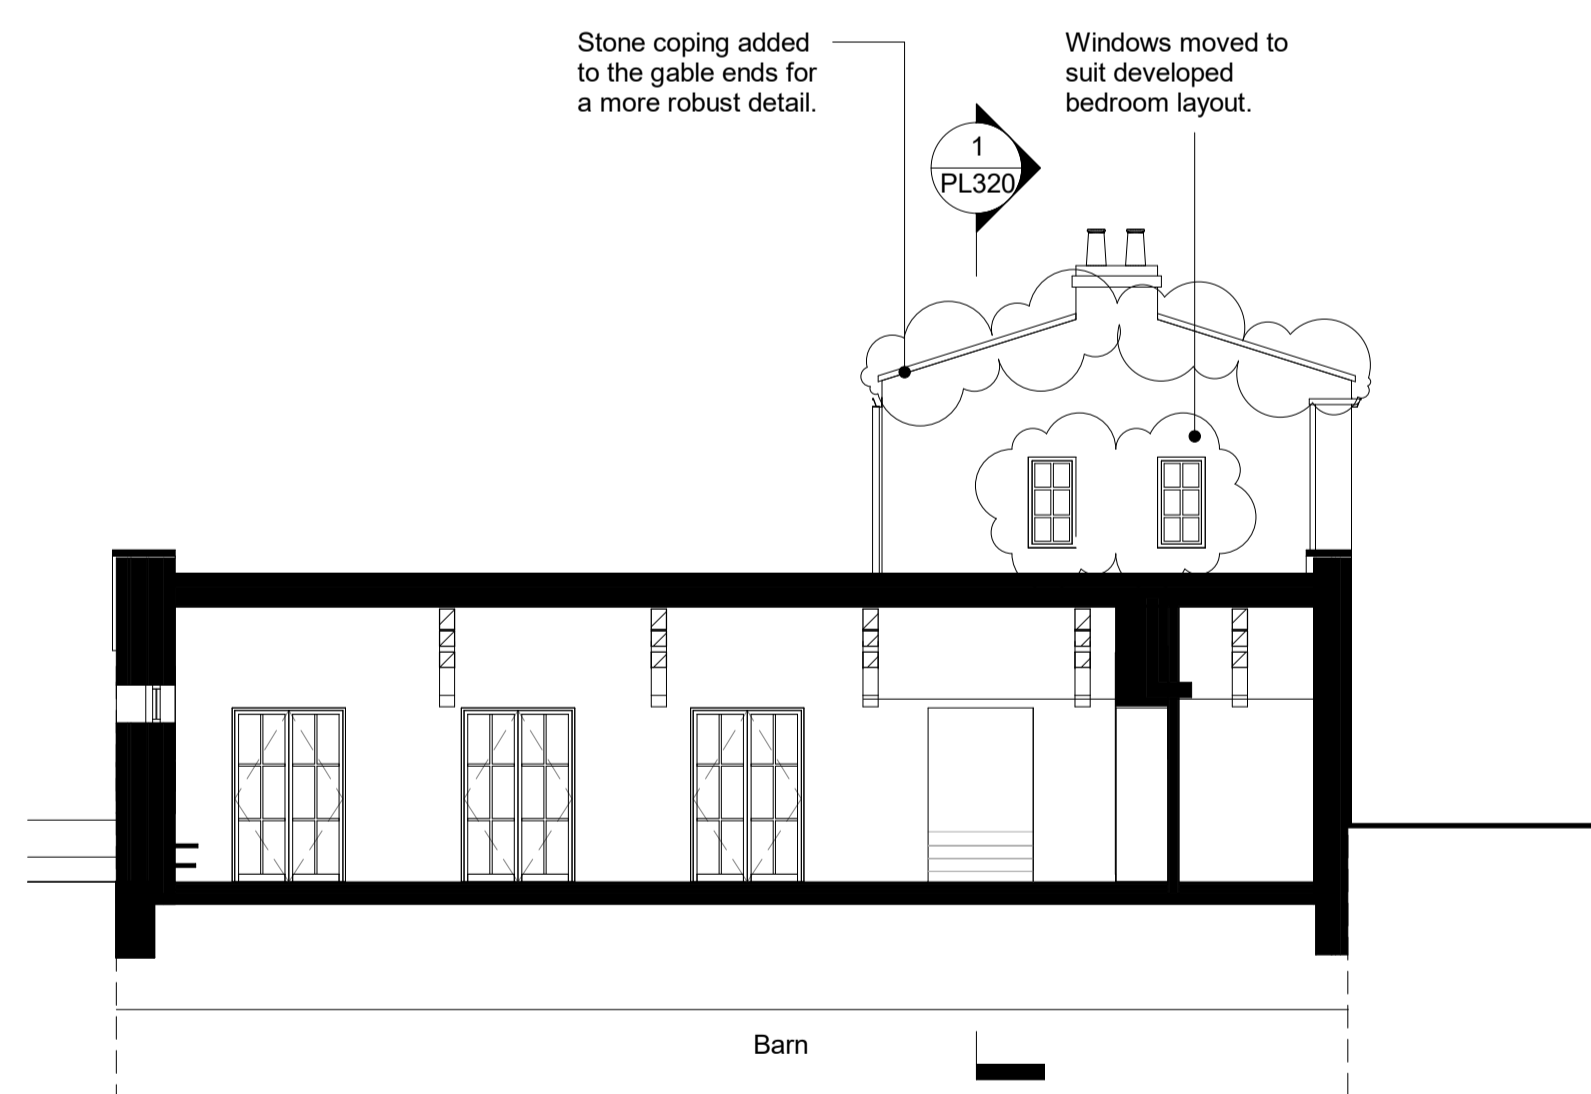 Stone coping added
to the gable ends for
a more robust detail.
Windows moved to
suit developed
bedroom layout.
1
PL320
Barn